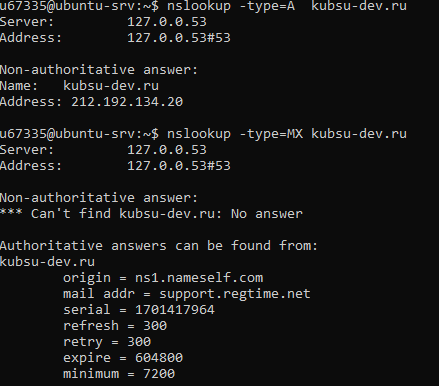 u67335@ubuntu-srv:~$ nslookup -type=A  kubsu-dev.ru
Server:         127.0.0.53
Address:        127.0.0.53#53

Non-authoritative answer:
Name:   kubsu-dev.ru
Address: 212.192.134.20

u67335@ubuntu-srv:~$ nslookup -type=MX kubsu-dev.ru
Server:         127.0.0.53
Address:        127.0.0.53#53

Non-authoritative answer:
*** Can't find kubsu-dev.ru: No answer

Authoritative answers can be found from:
kubsu-dev.ru
        origin = ns1.nameself.com
        mail addr = support.regtime.net
        serial = 1701417964
        refresh = 300
        retry = 300
        expire = 604800
        minimum = 7200